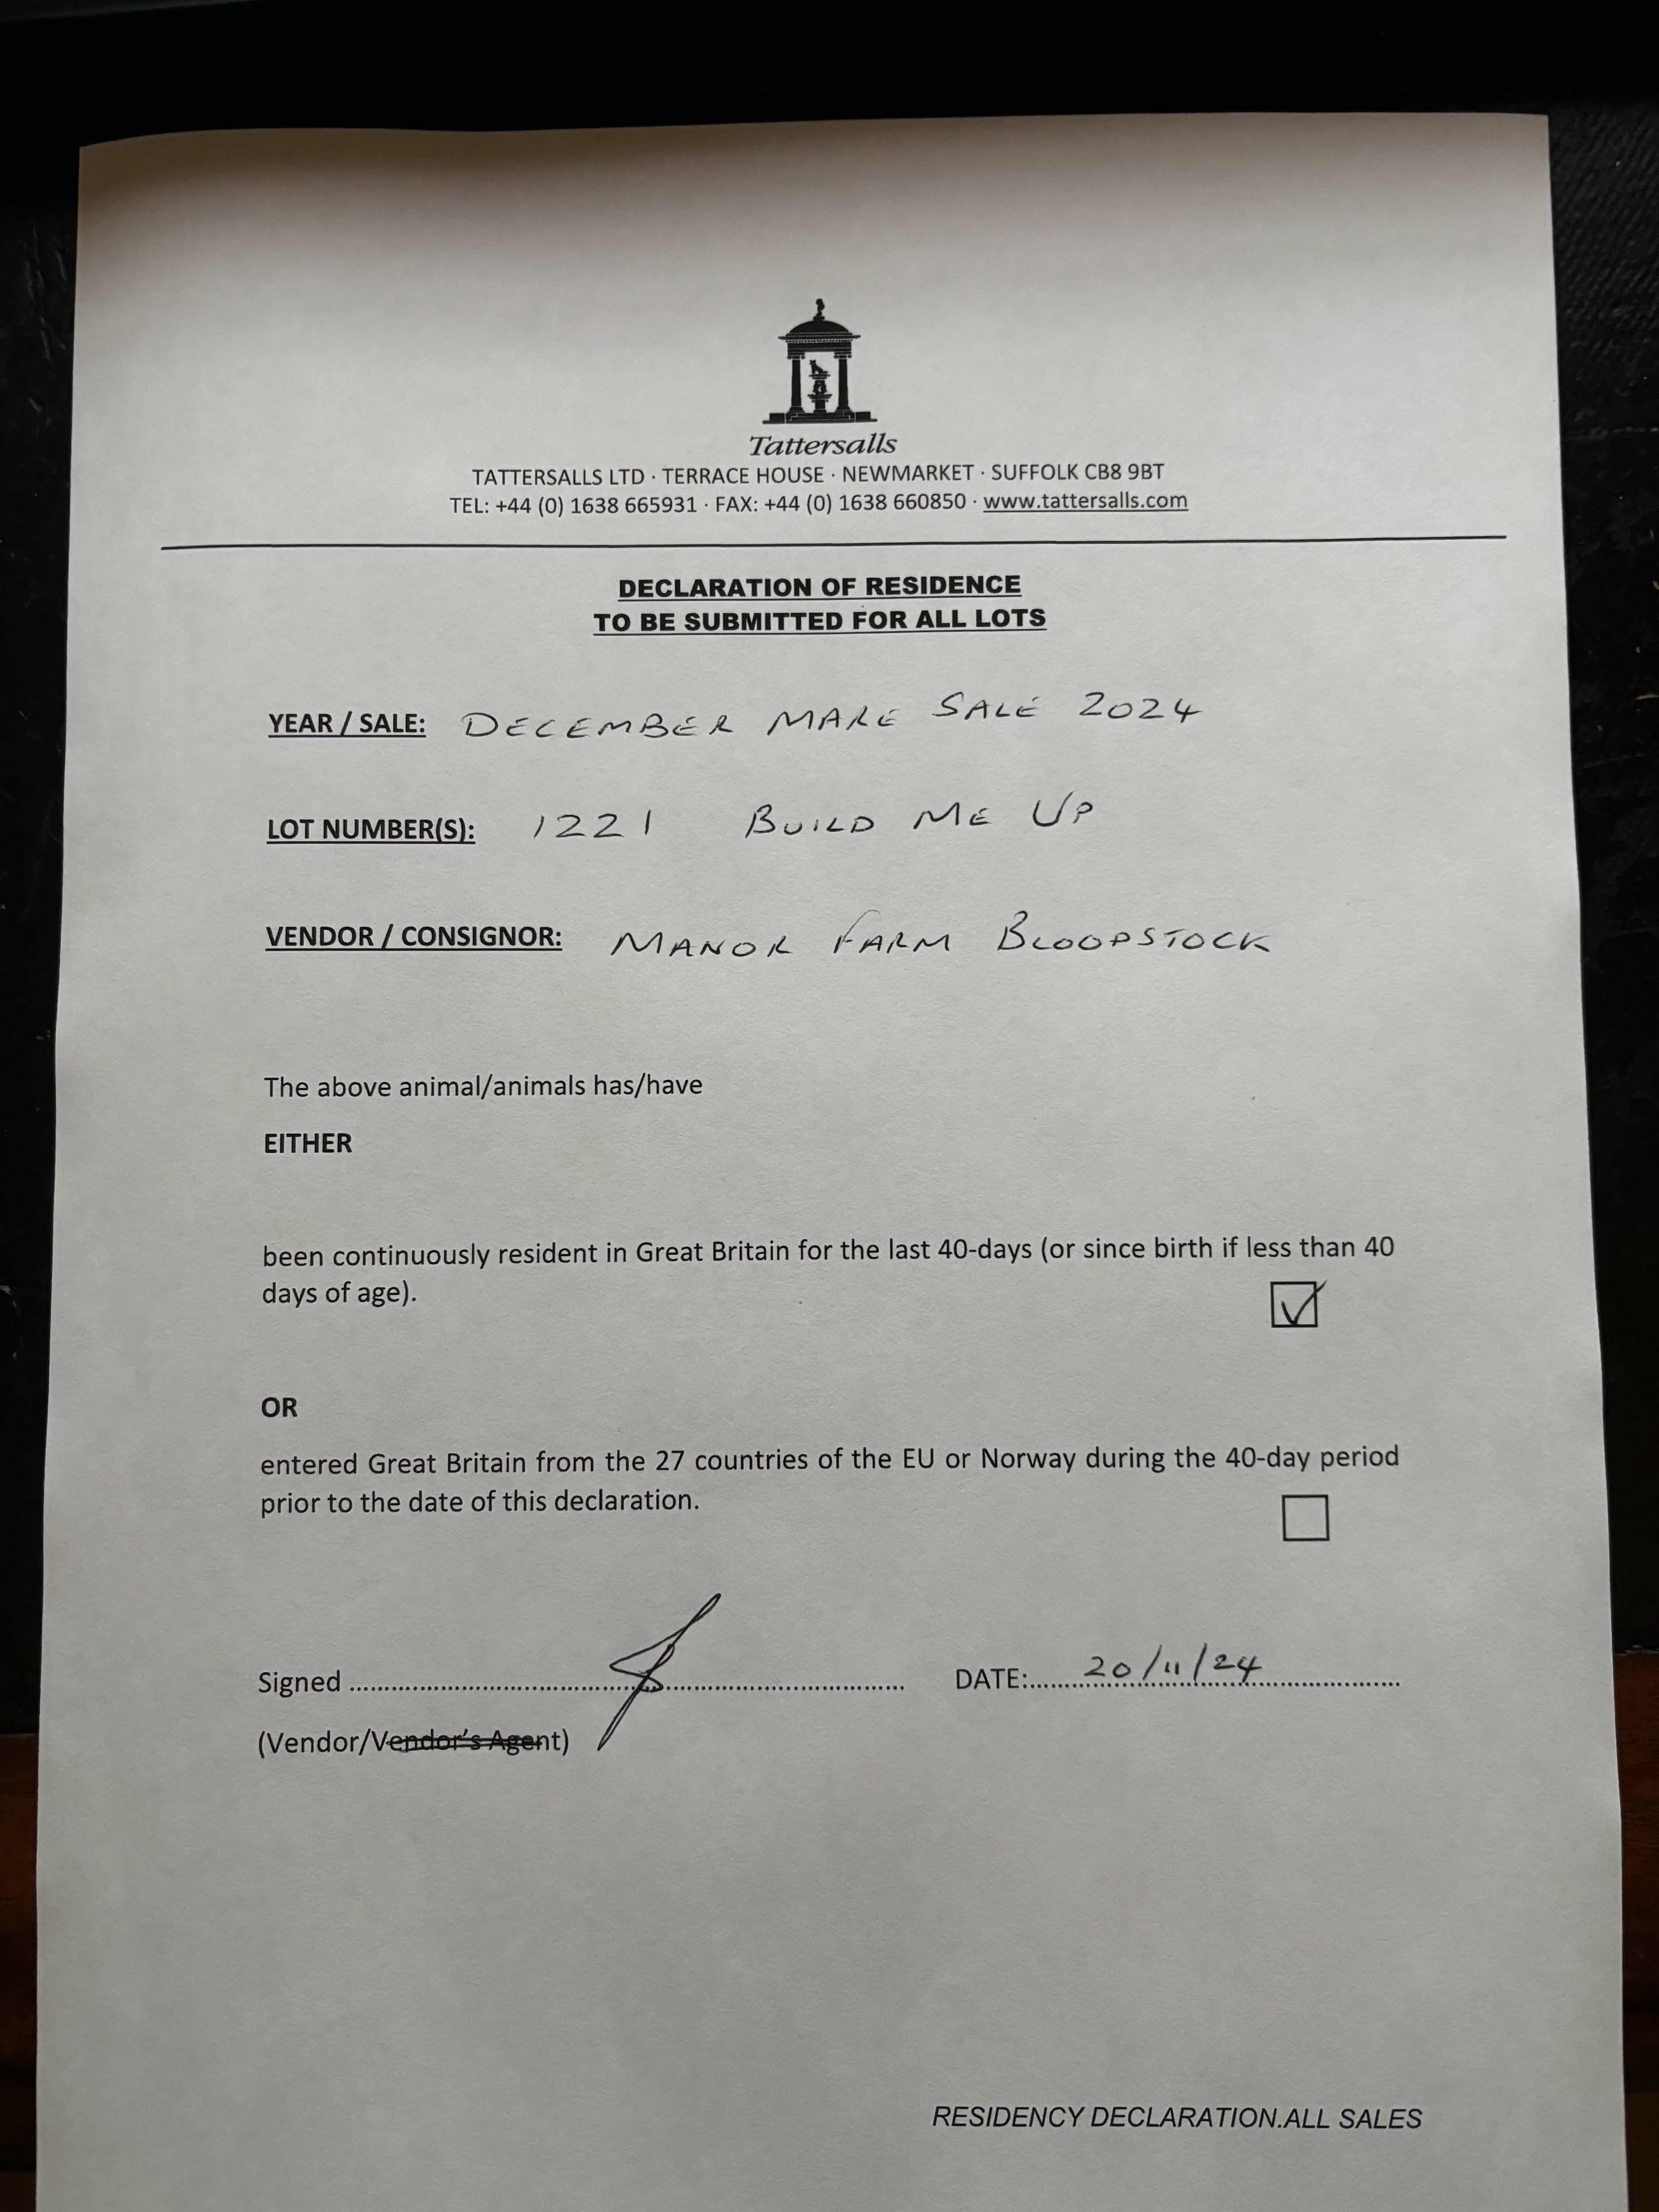 Tattersalls
TATTERSALLS LTD · TERRACE HOUSE · NEWMARKET · SUFFOLK CB8 9BT
TEL: +44 (0) 1638 665931 · FAX: +44 (0) 1638 660850 · www.tattersalls.com
DECLARATION OF RESIDENCE
TO BE SUBMITTED FOR ALL LOTS
YEAR / SALE: DECEMBER MARE SALE 2024
LOT NUMBER(S): 1221 BUILD ME UP
VENDOR / CONSIGNOR: MANOR FARM BLOODSTOCK
The above animal/animals has/have
EITHER
been continuously resident in Great Britain for the last 40-days (or since birth if less than 40
days of age).
OR
entered Great Britain from the 27 countries of the EU or Norway during the 40-day period
prior to the date of this declaration.
Signed ........ DATE:..... 20/11/24
(Vendor/Vendor's Agent)
RESIDENCY DECLARATION.ALL SALES